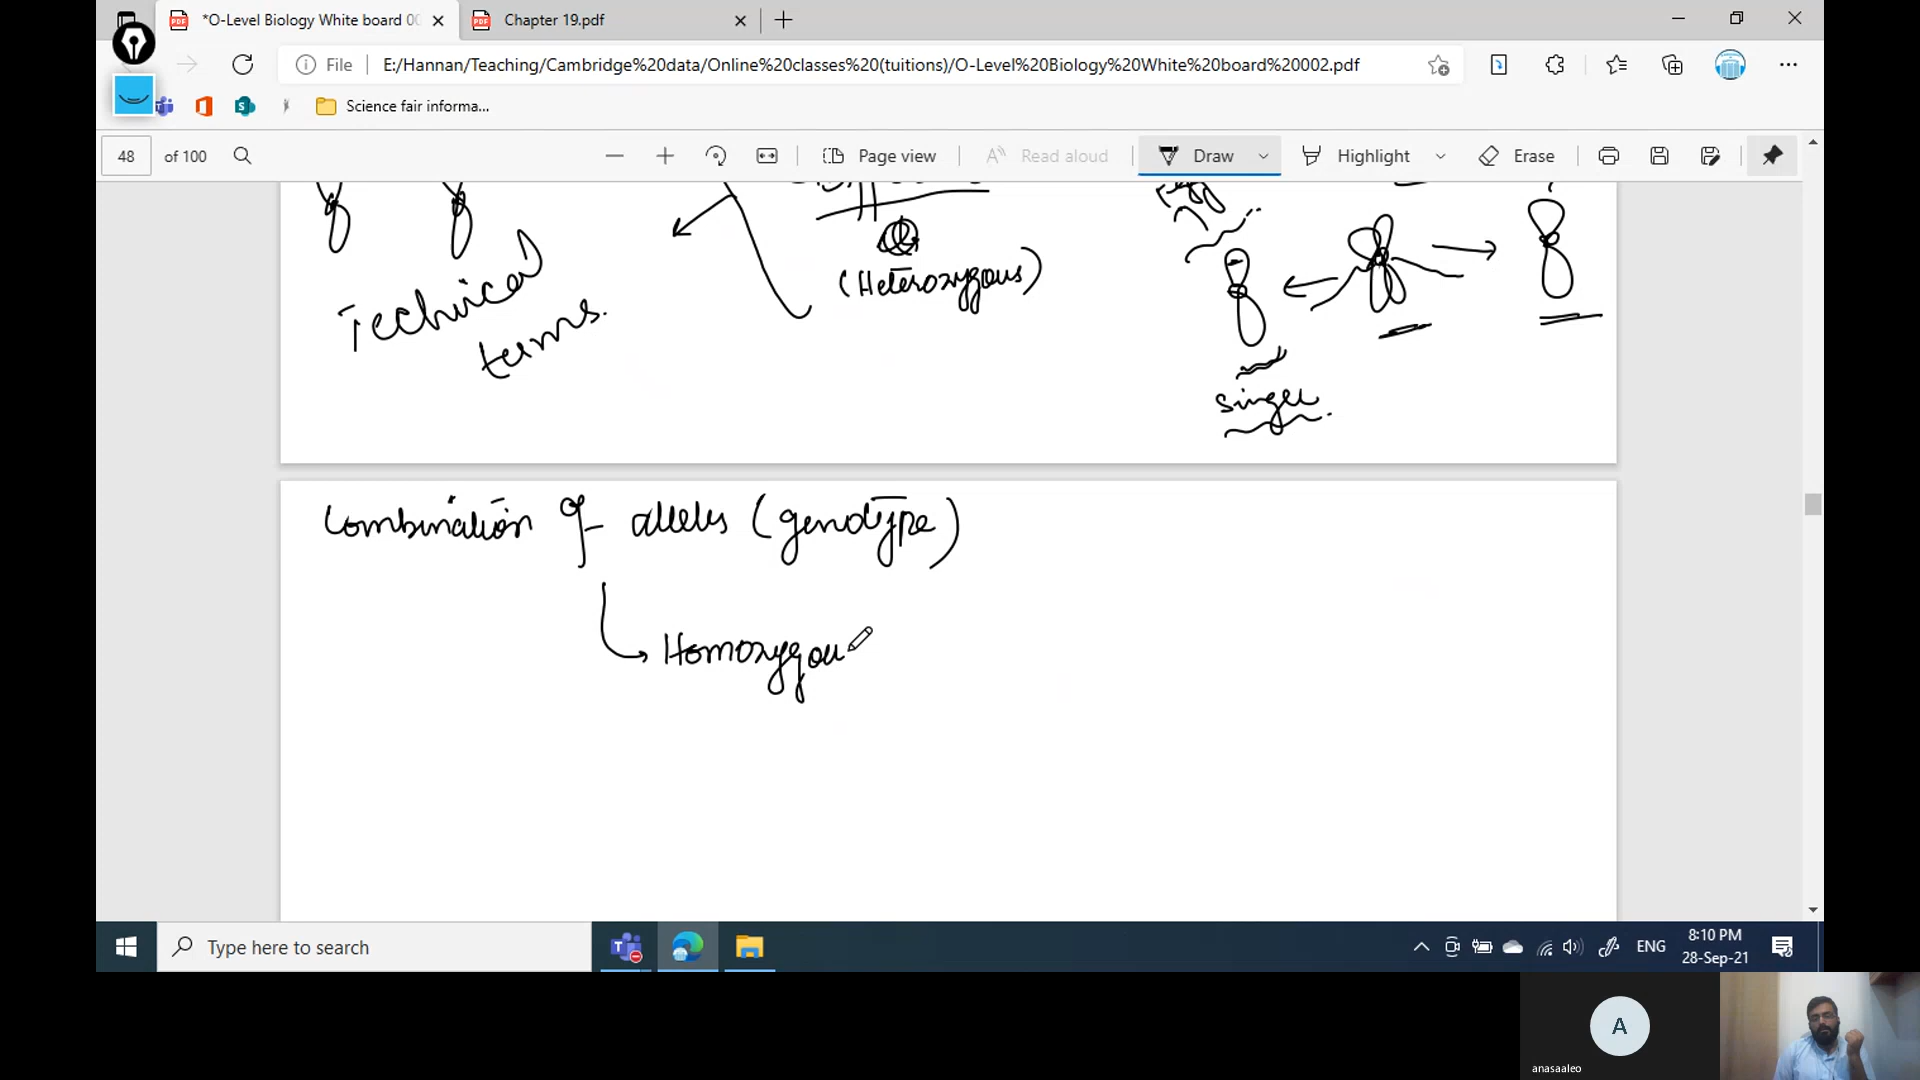 *O-Level Biology White board 00
Chapter 19.pdf
File
E:/Hannan/Teaching/Cambridge%20data/Online%20classes%20(tuitions)/O-Level%20Biology%20White%20board%20002.pdf
Science fair informa...
48
of 100
Page view
Read aloud
Draw
Highlight
Erase
Technical
terms.
(Heterozygous)
Combination of alleles (genotype)
Homozygou
Type here to search
ENG
8:10 PM
28-Sep-21
A
anasaaleo